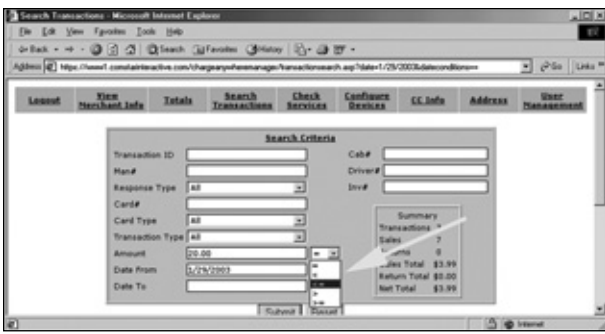 Search Transactions - Microsoft Internet Explorer
File Edit View Favorites Tools Help
Back Search Favorites History
Address https://www1.comstarinteractive.com/chargeanywheremanager/transactionsearch.asp?date=1/29/2003&dateconditions== Go Links
Logout View Merchant Info Totals Search Transactions Check Services Configure Devices CC Info Address User Management
Search Criteria
Transaction ID Cab#
Man# Driver#
Response Type All Inv#
Card#
Card Type All Summary
Transaction Type All Transactions 7
Amount 20.00 = Sales 7
= 0
Date From 1/29/2003 < Sales Total $3.99
<= Return Total $0.00
Date To > Net Total $3.99
>=
Submit Reset
Internet